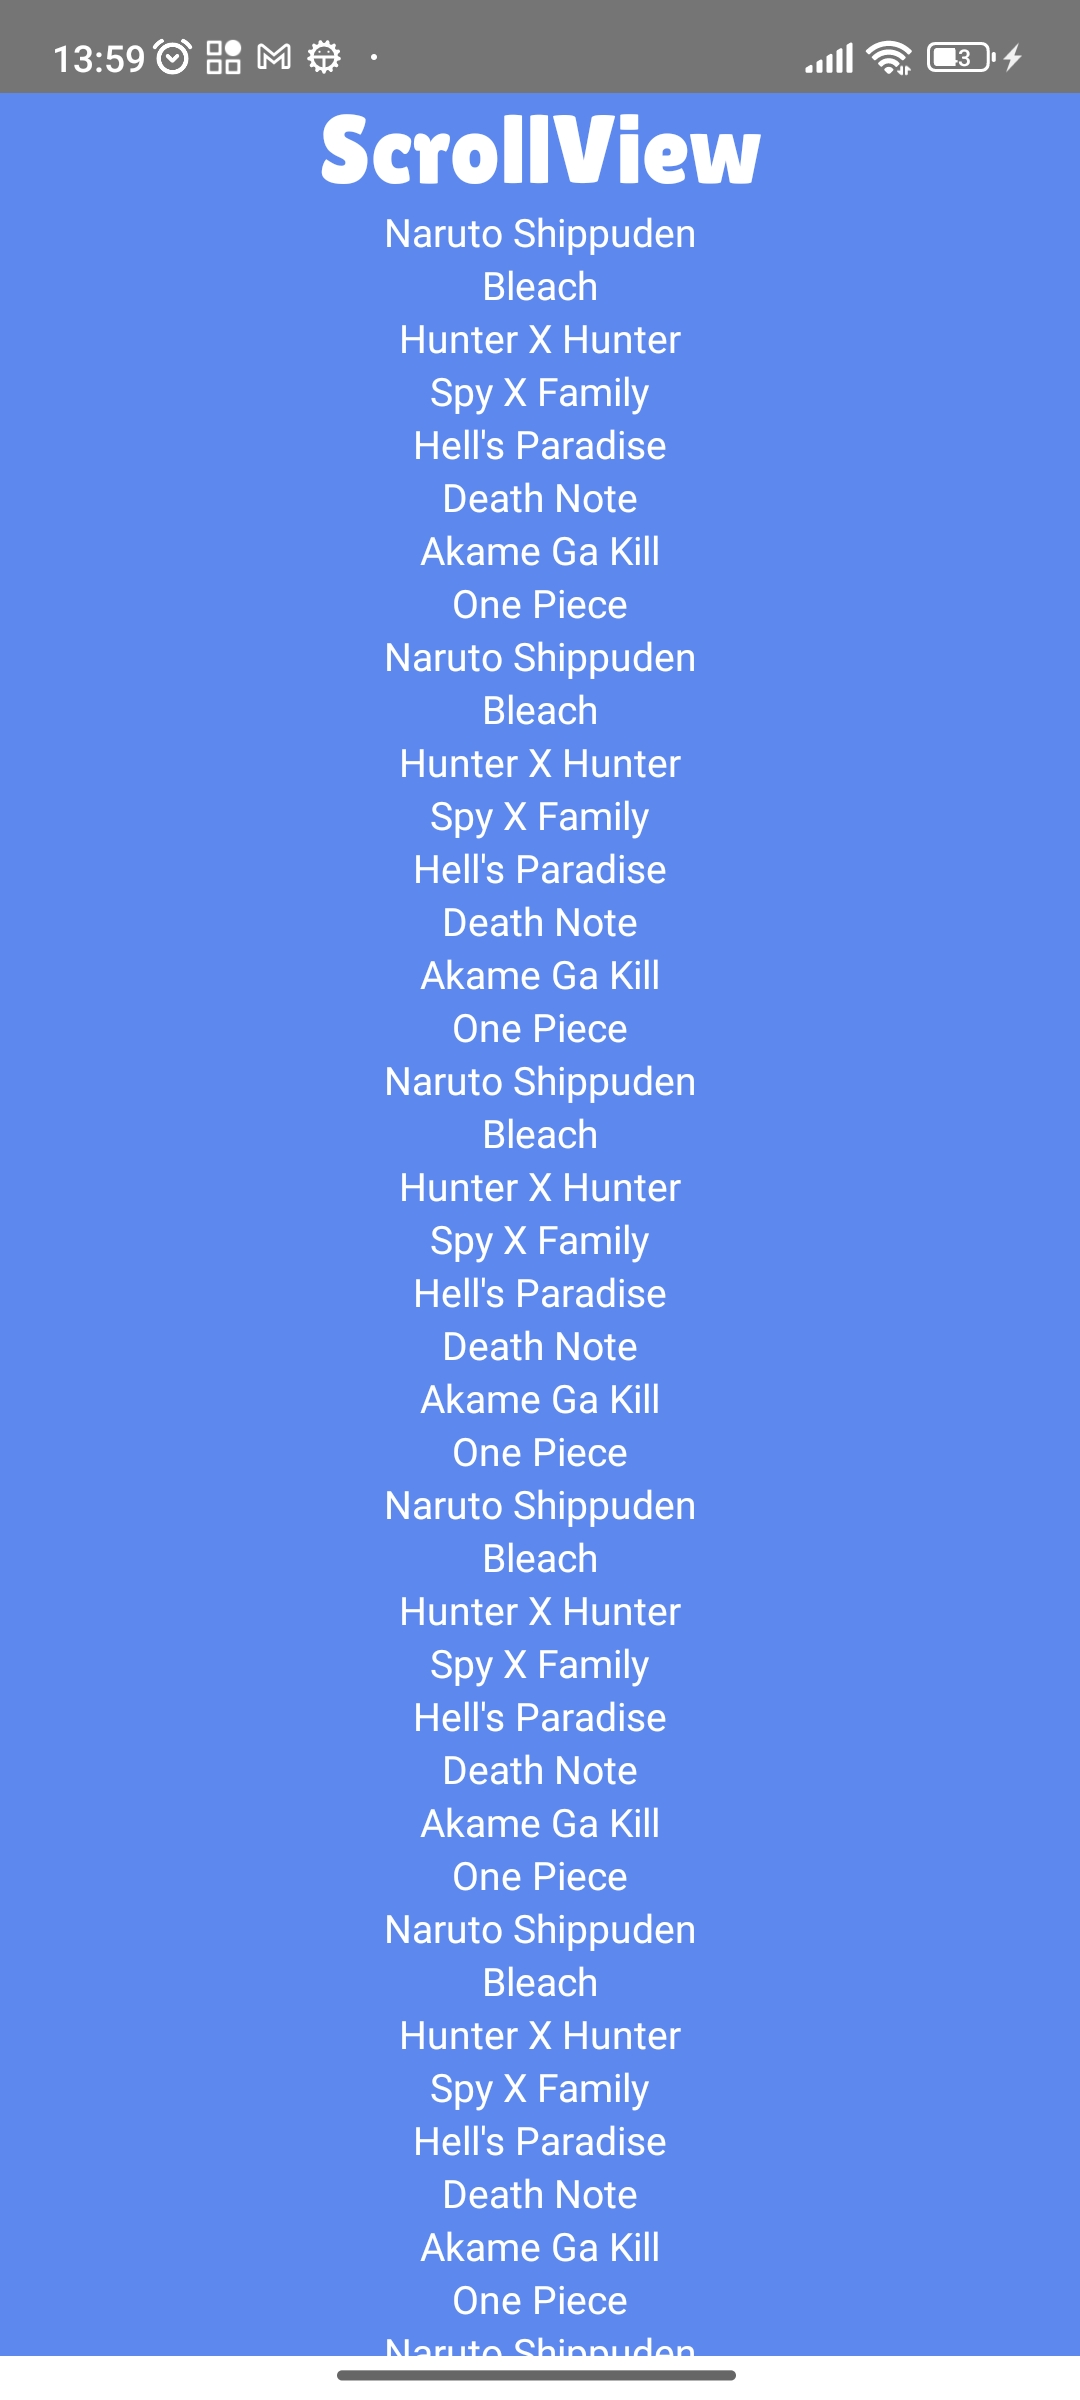 13:59
43
ScrollView
Naruto Shippuden
Bleach
Hunter X Hunter
Spy X Family
Hell's Paradise
Death Note
Akame Ga Kill
One Piece
Naruto Shippuden
Bleach
Hunter X Hunter
Spy X Family
Hell's Paradise
Death Note
Akame Ga Kill
One Piece
Naruto Shippuden
Bleach
Hunter X Hunter
Spy X Family
Hell's Paradise
Death Note
Akame Ga Kill
One Piece
Naruto Shippuden
Bleach
Hunter X Hunter
Spy X Family
Hell's Paradise
Death Note
Akame Ga Kill
One Piece
Naruto Shippuden
Bleach
Hunter X Hunter
Spy X Family
Hell's Paradise
Death Note
Akame Ga Kill
One Piece
Naruto Shippuden